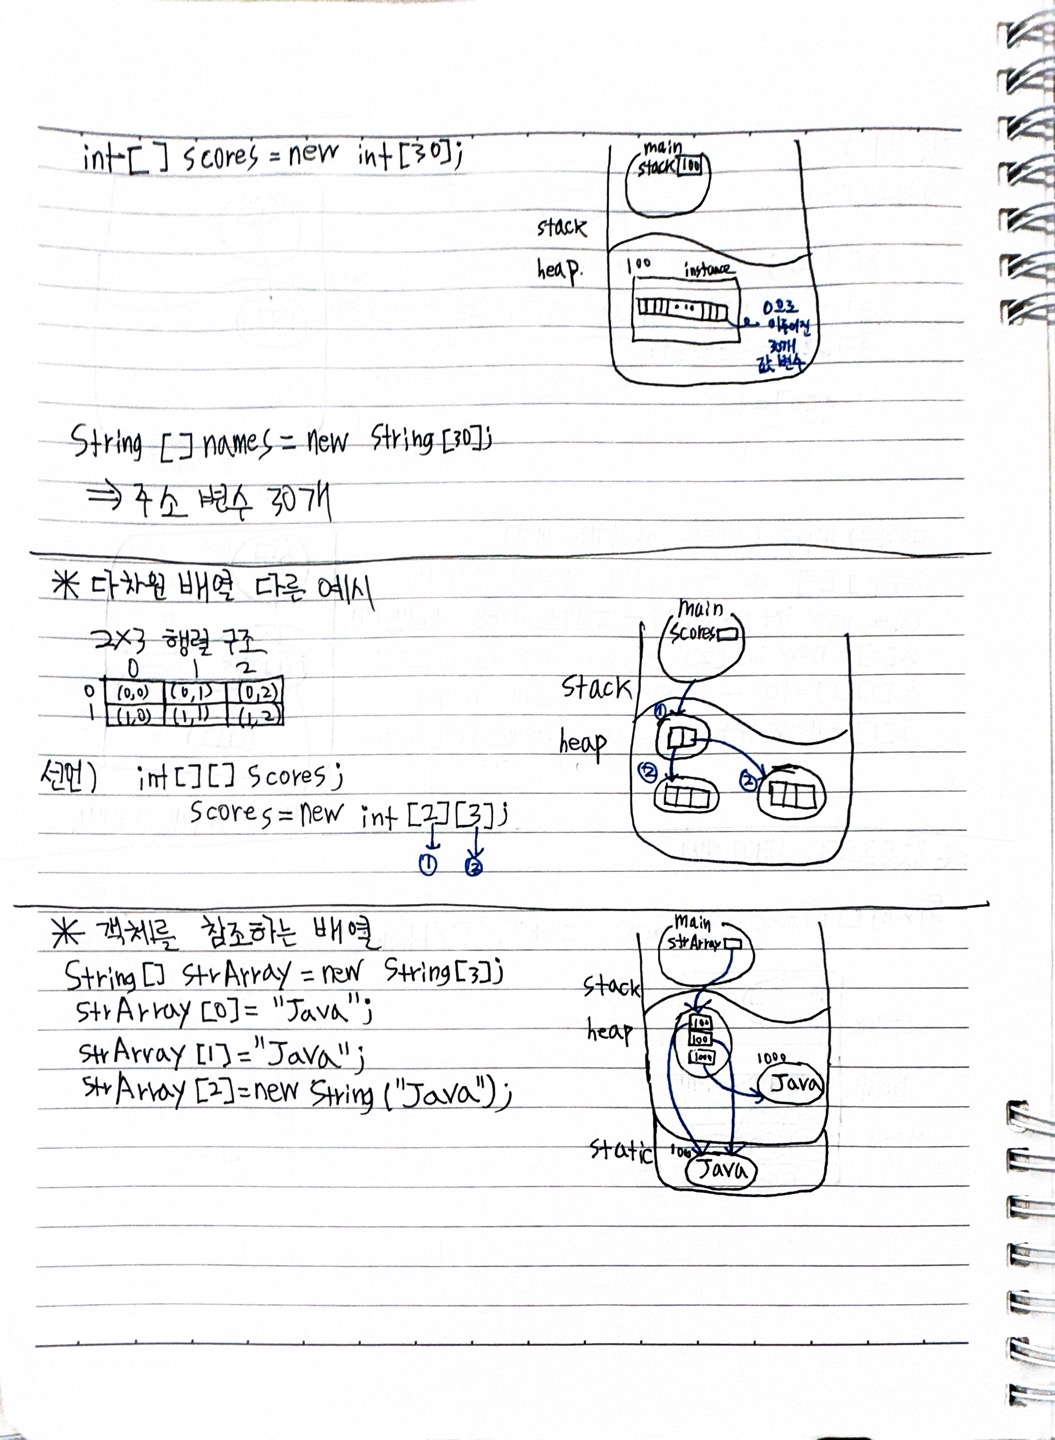 int[] scores = new int[30];
main
stack 100
stack
heap.
100 instance
0으로
이루어진
30개
값 변수
String [] names = new String[30];
⇒ 주소 변수 30개
* 다차원 배열 다른 예시
2×3 행렬 구조
0 1 2
0 (0,0) (0,1) (0,2)
1 (1,0) (1,1) (1,2)
선언) int[][] scores;
scores = new int [2][3];
① ②
main
scores
stack
heap
①
② ②
* 객체를 참조하는 배열
String[] strArray = new String[3];
strArray [0] = "Java";
strArray [1] = "Java";
strArray [2] = new String ("Java");
main
strArray
stack
heap
100
100
1000
1000
Java
static 100
Java